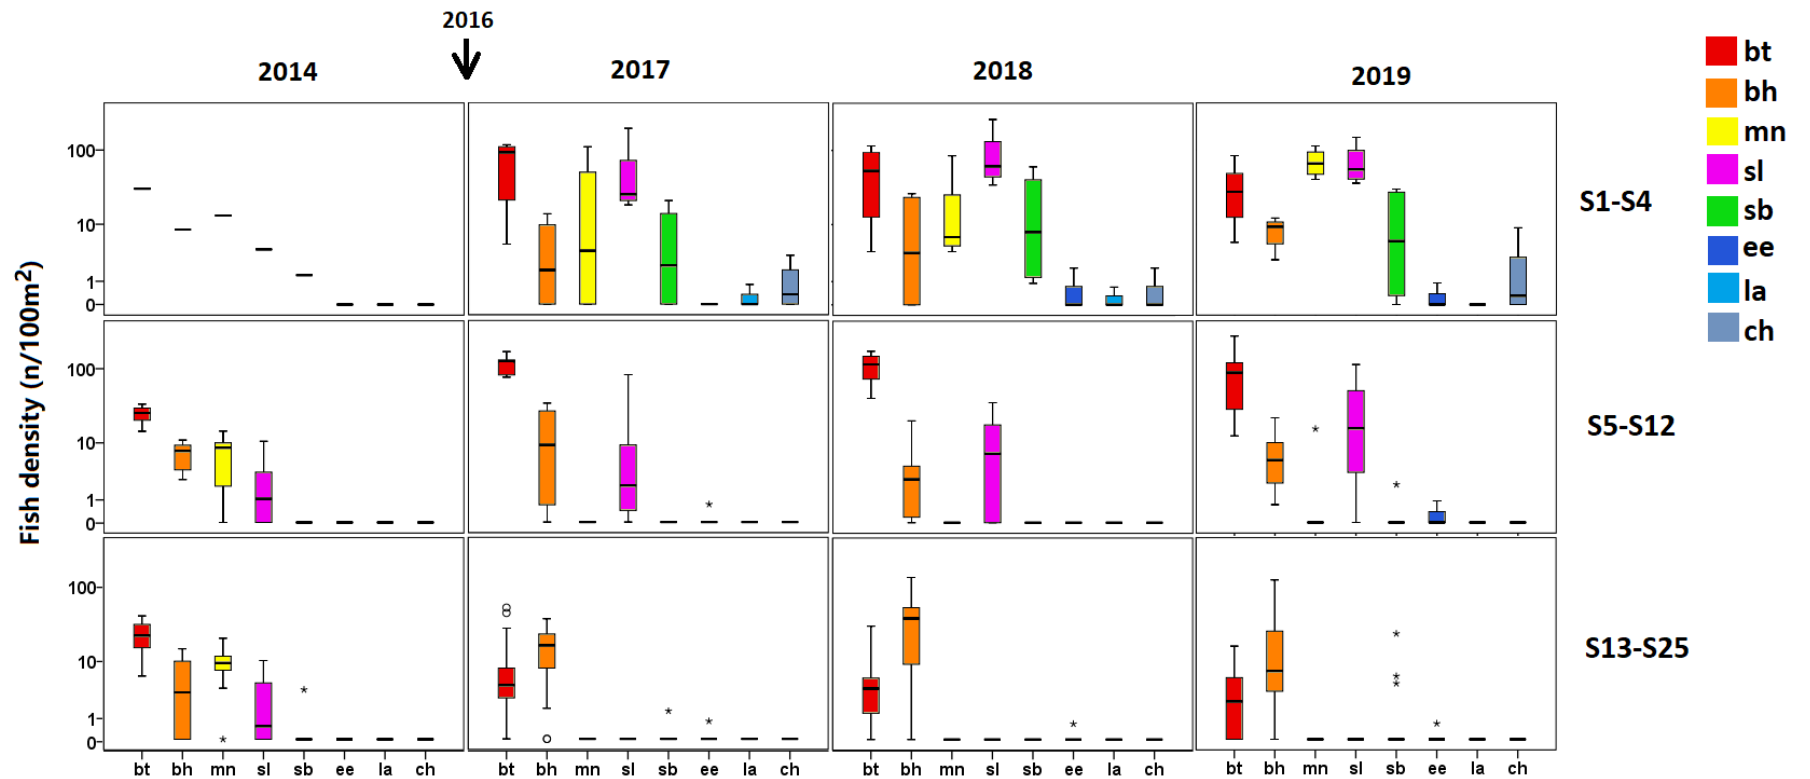 2016
2014
2017
2018
2019
bt
bh
mn
sl
sb
ee
la
ch
Fish density (n/100m²)
100
10
1
0
S1-S4
100
10
1
0
S5-S12
100
10
1
0
S13-S25
bt bh mn sl sb ee la ch
bt bh mn sl sb ee la ch
bt bh mn sl sb ee la ch
bt bh mn sl sb ee la ch